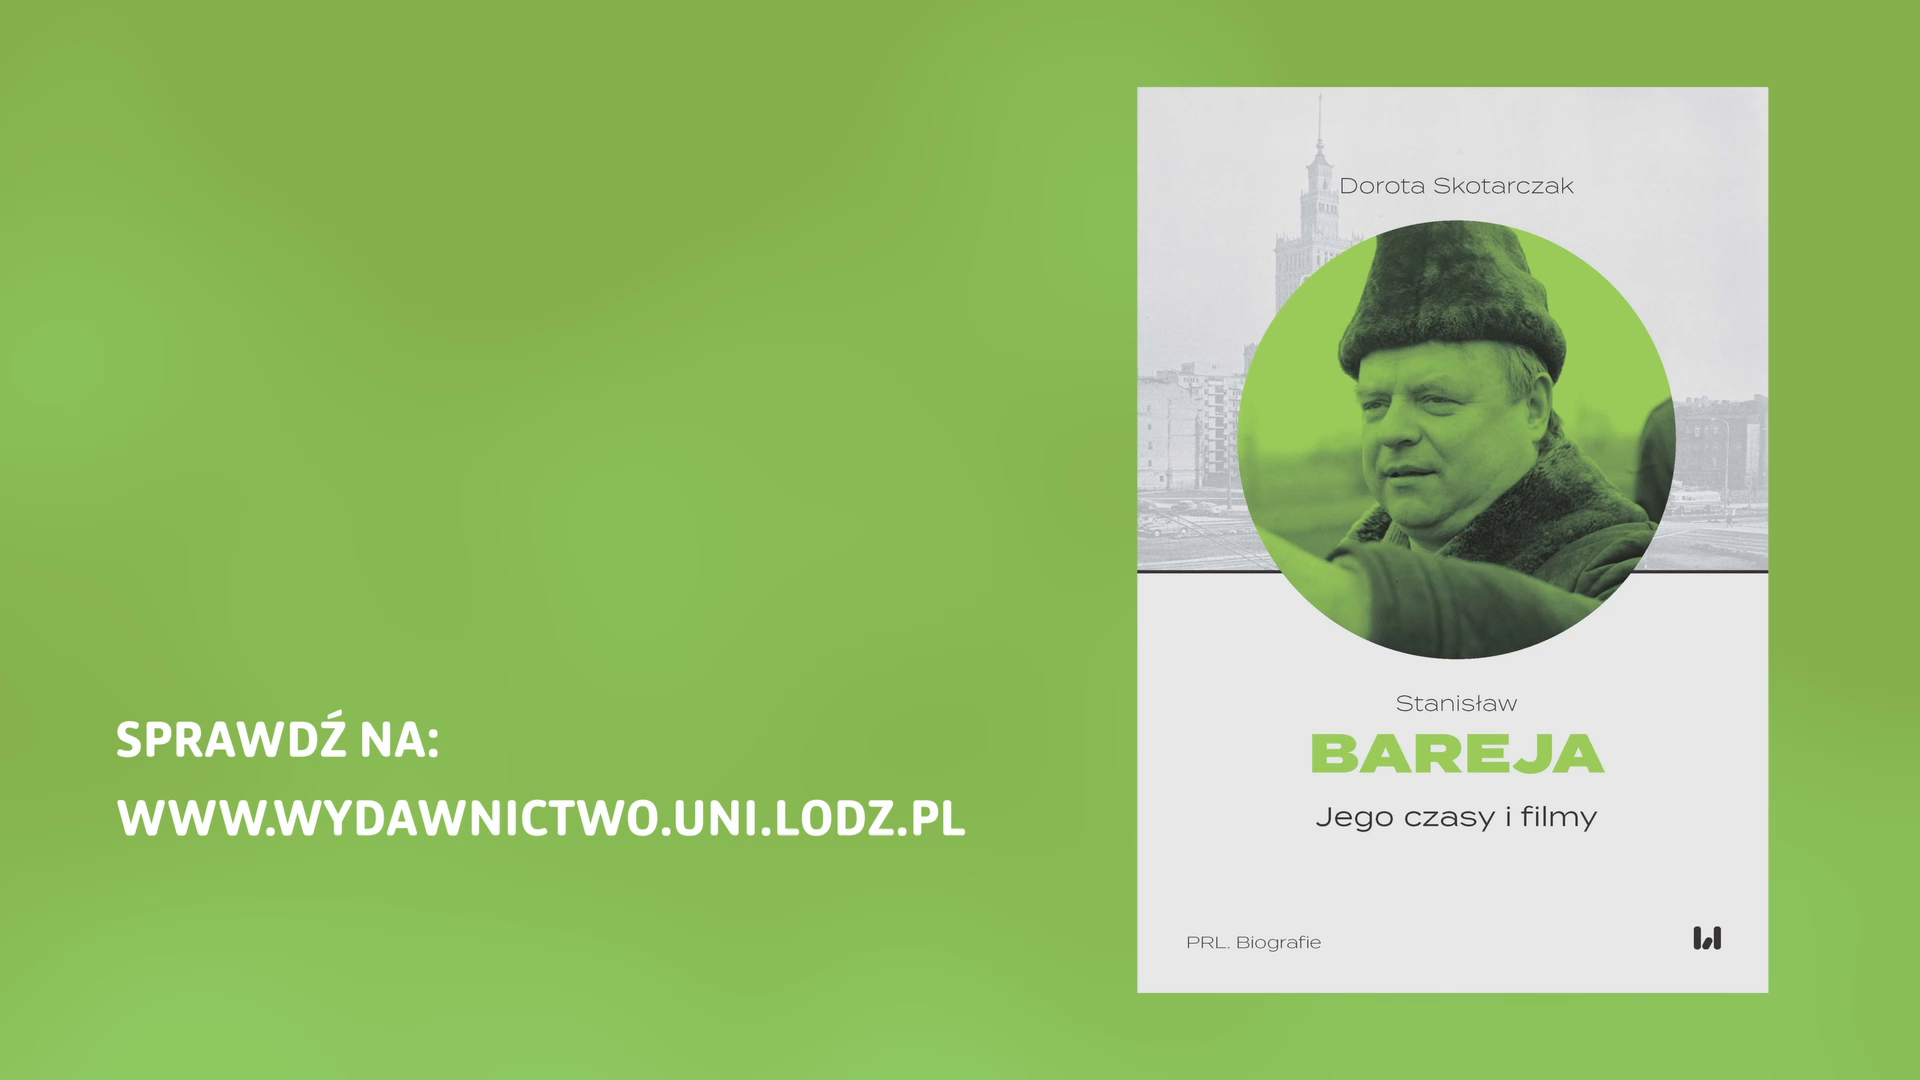 SPRAWDŹ NA:
WWW.WYDAWNICTWO.UNI.LODZ.PL
Dorota Skotarczak
Stanisław
BAREJA
Jego czasy i filmy
PRL. Biografie